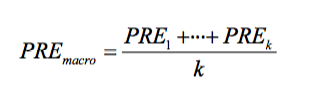 PRE_macro = (PRE_1 +⋯+ PRE_k) / k